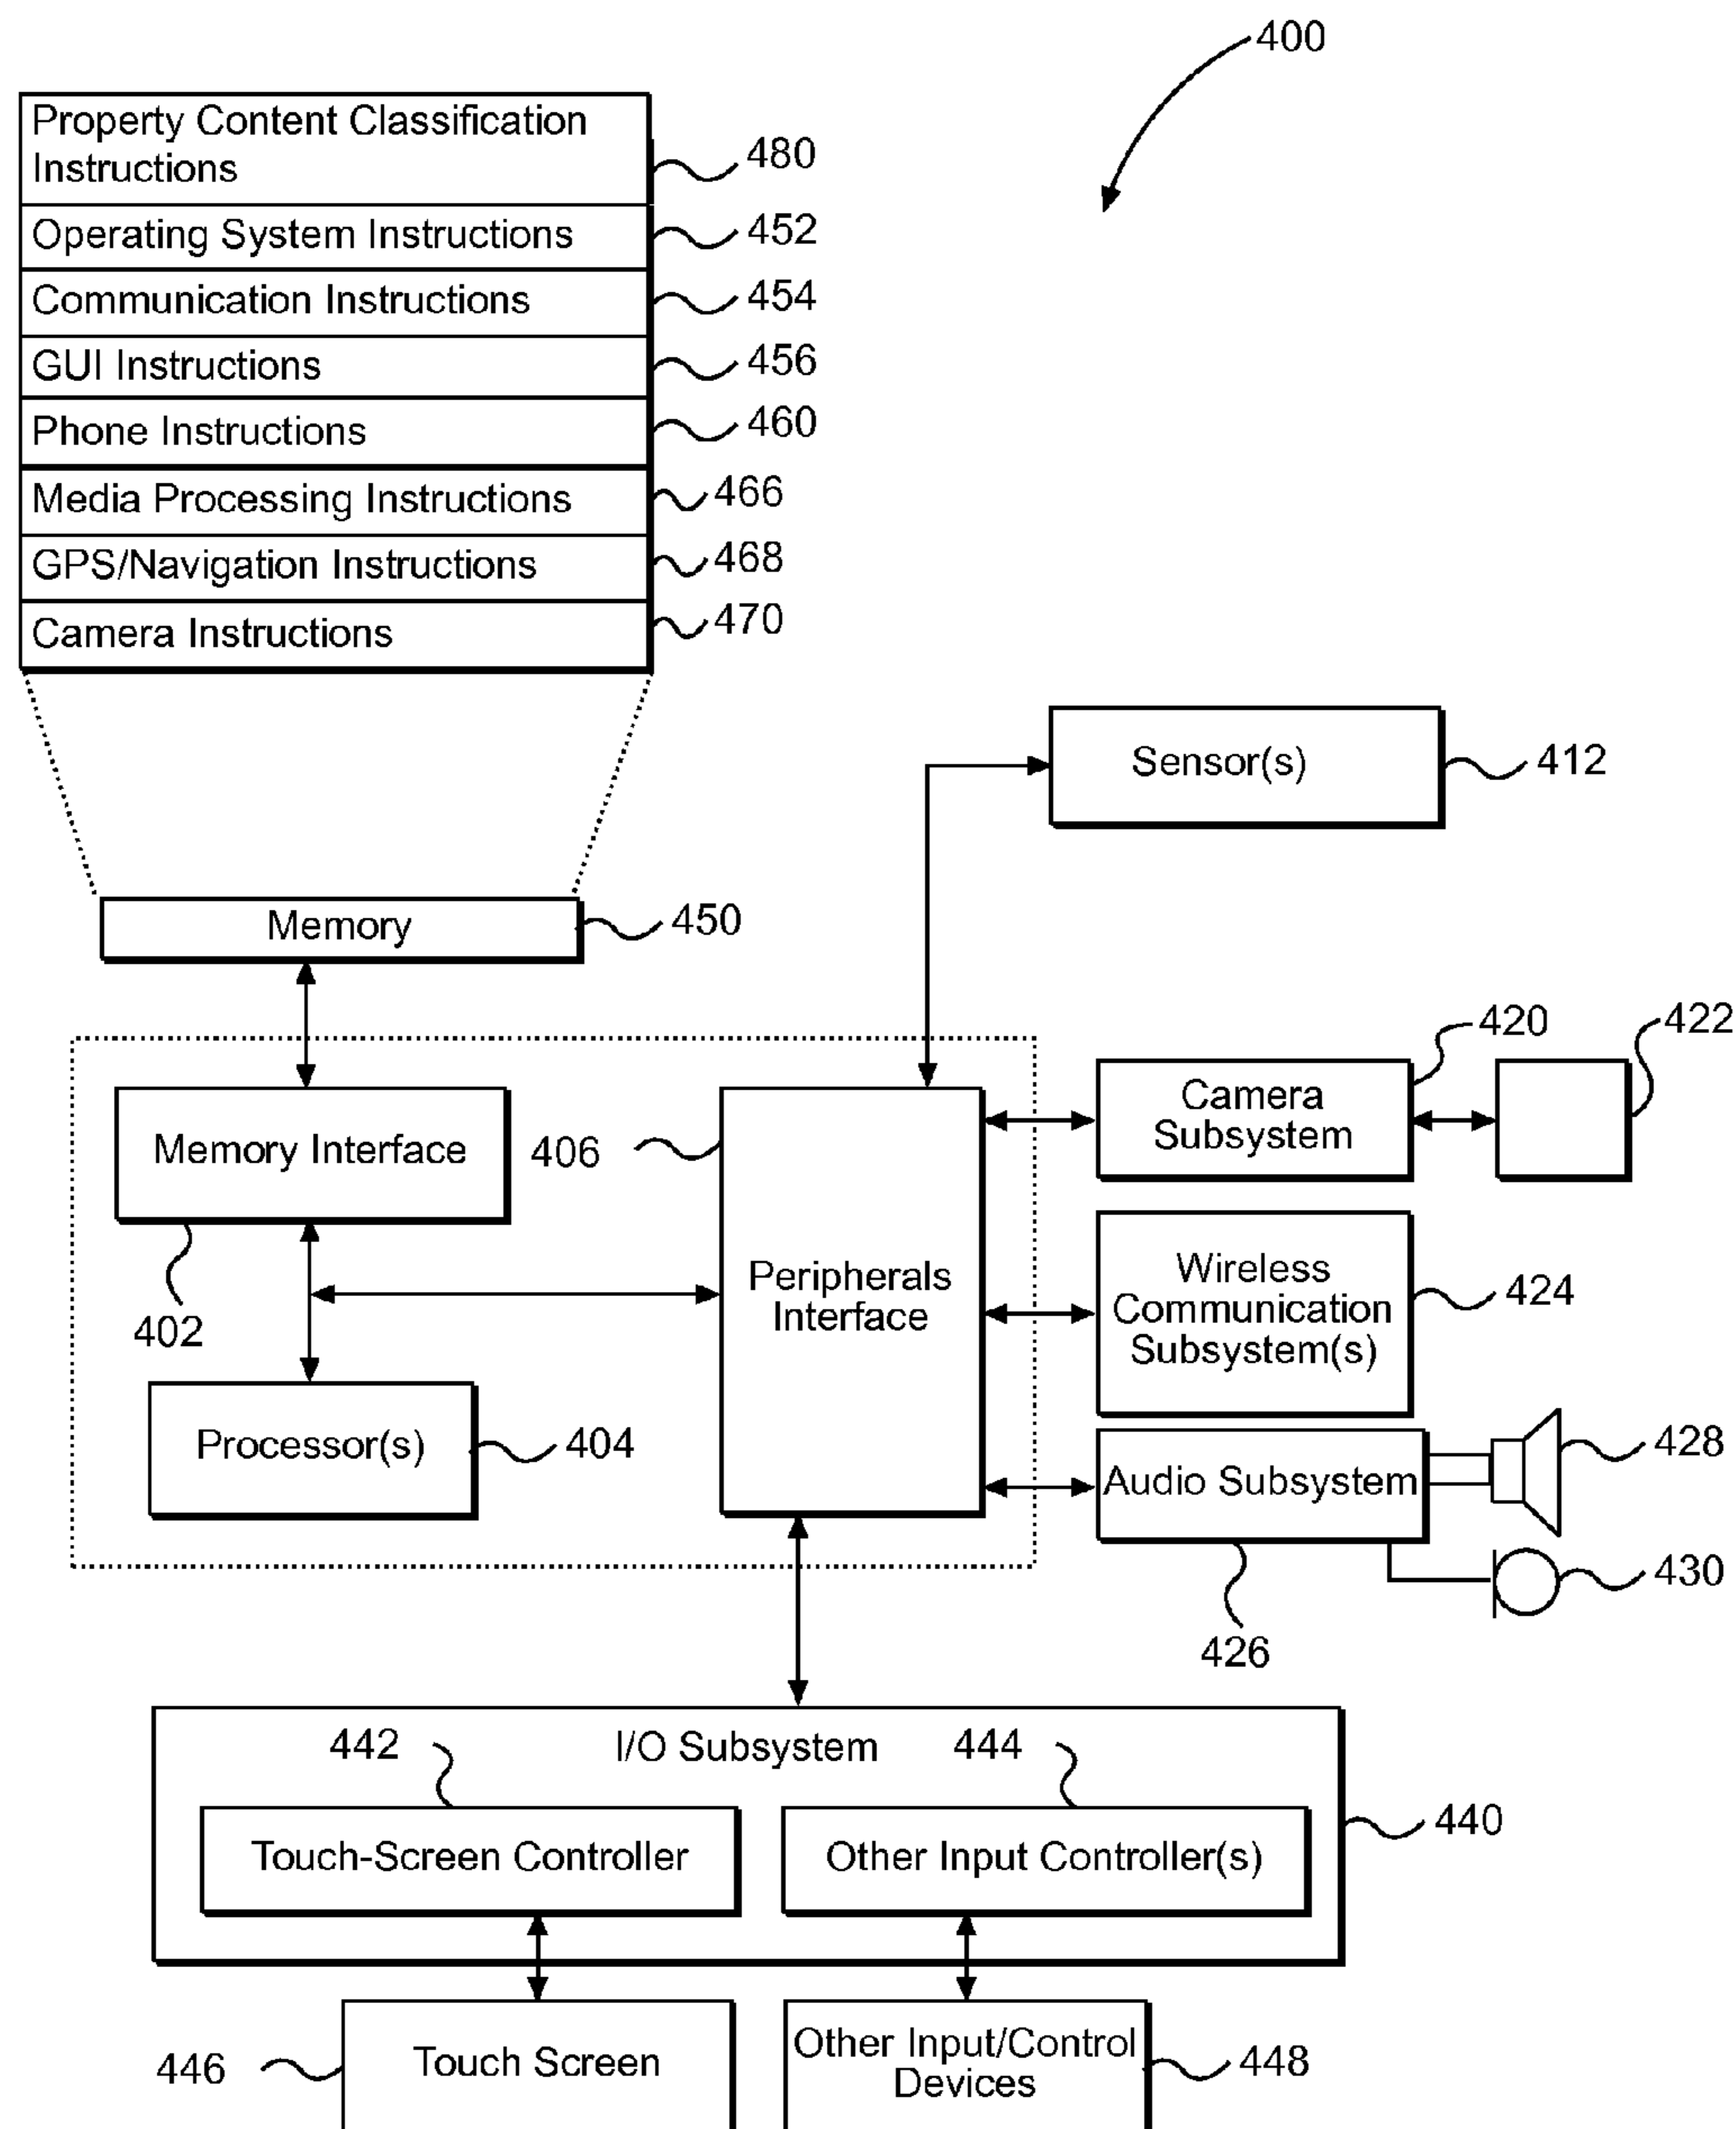 400
Property Content Classification
Instructions
480
Operating System Instructions
452
Communication Instructions
454
GUI Instructions
456
Phone Instructions
460
Media Processing Instructions
466
GPS/Navigation Instructions
468
Camera Instructions
470
Sensor(s)
412
Memory
450
420
422
Camera
Subsystem
Memory Interface
406
402
Peripherals
Interface
Wireless
Communication
Subsystem(s)
424
Processor(s)
404
Audio Subsystem
428
430
426
442
I/O Subsystem
444
440
Touch-Screen Controller
Other Input Controller(s)
446
Touch Screen
Other Input/Control
Devices
448